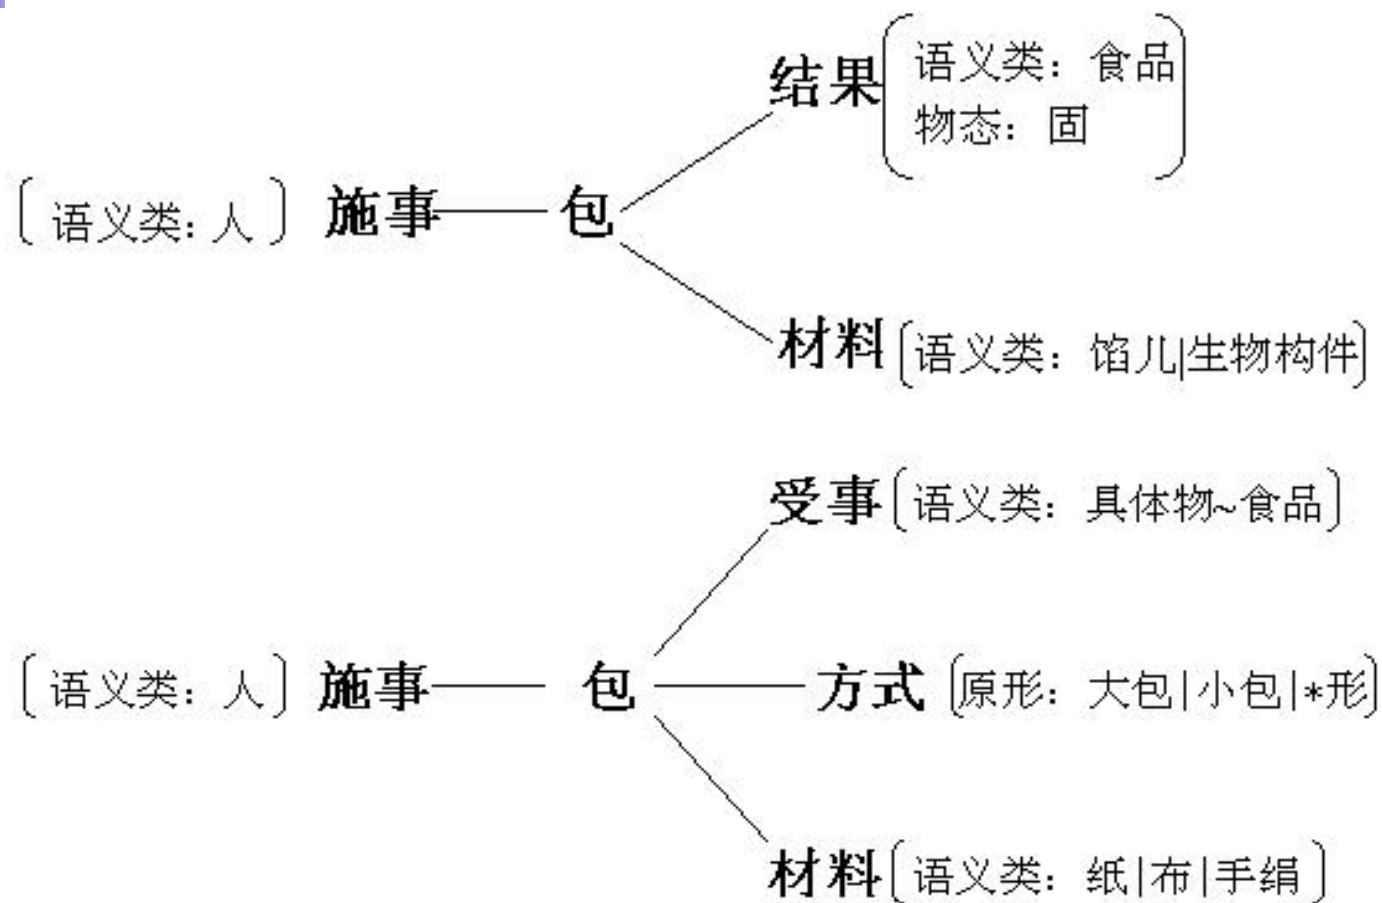 结果
语义类：食品
物态：固
语义类：人
施事
包
材料
语义类：馅儿|生物构件
受事
语义类：具体物~食品
语义类：人
施事
包
方式
原形：大包|小包|*形
材料
语义类：纸|布|手绢